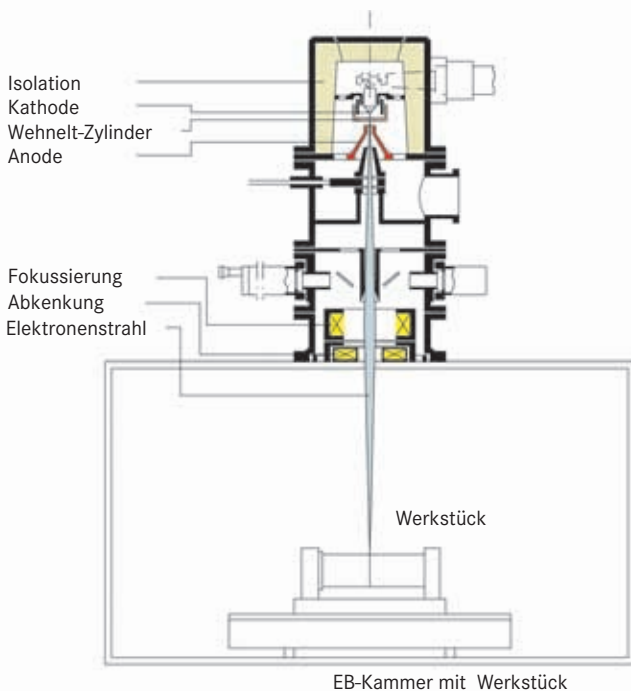 Isolation
Kathode
Wehnelt-Zylinder
Anode
Fokussierung
Abkenkung
Elektronenstrahl
Werkstück
EB-Kammer mit Werkstück